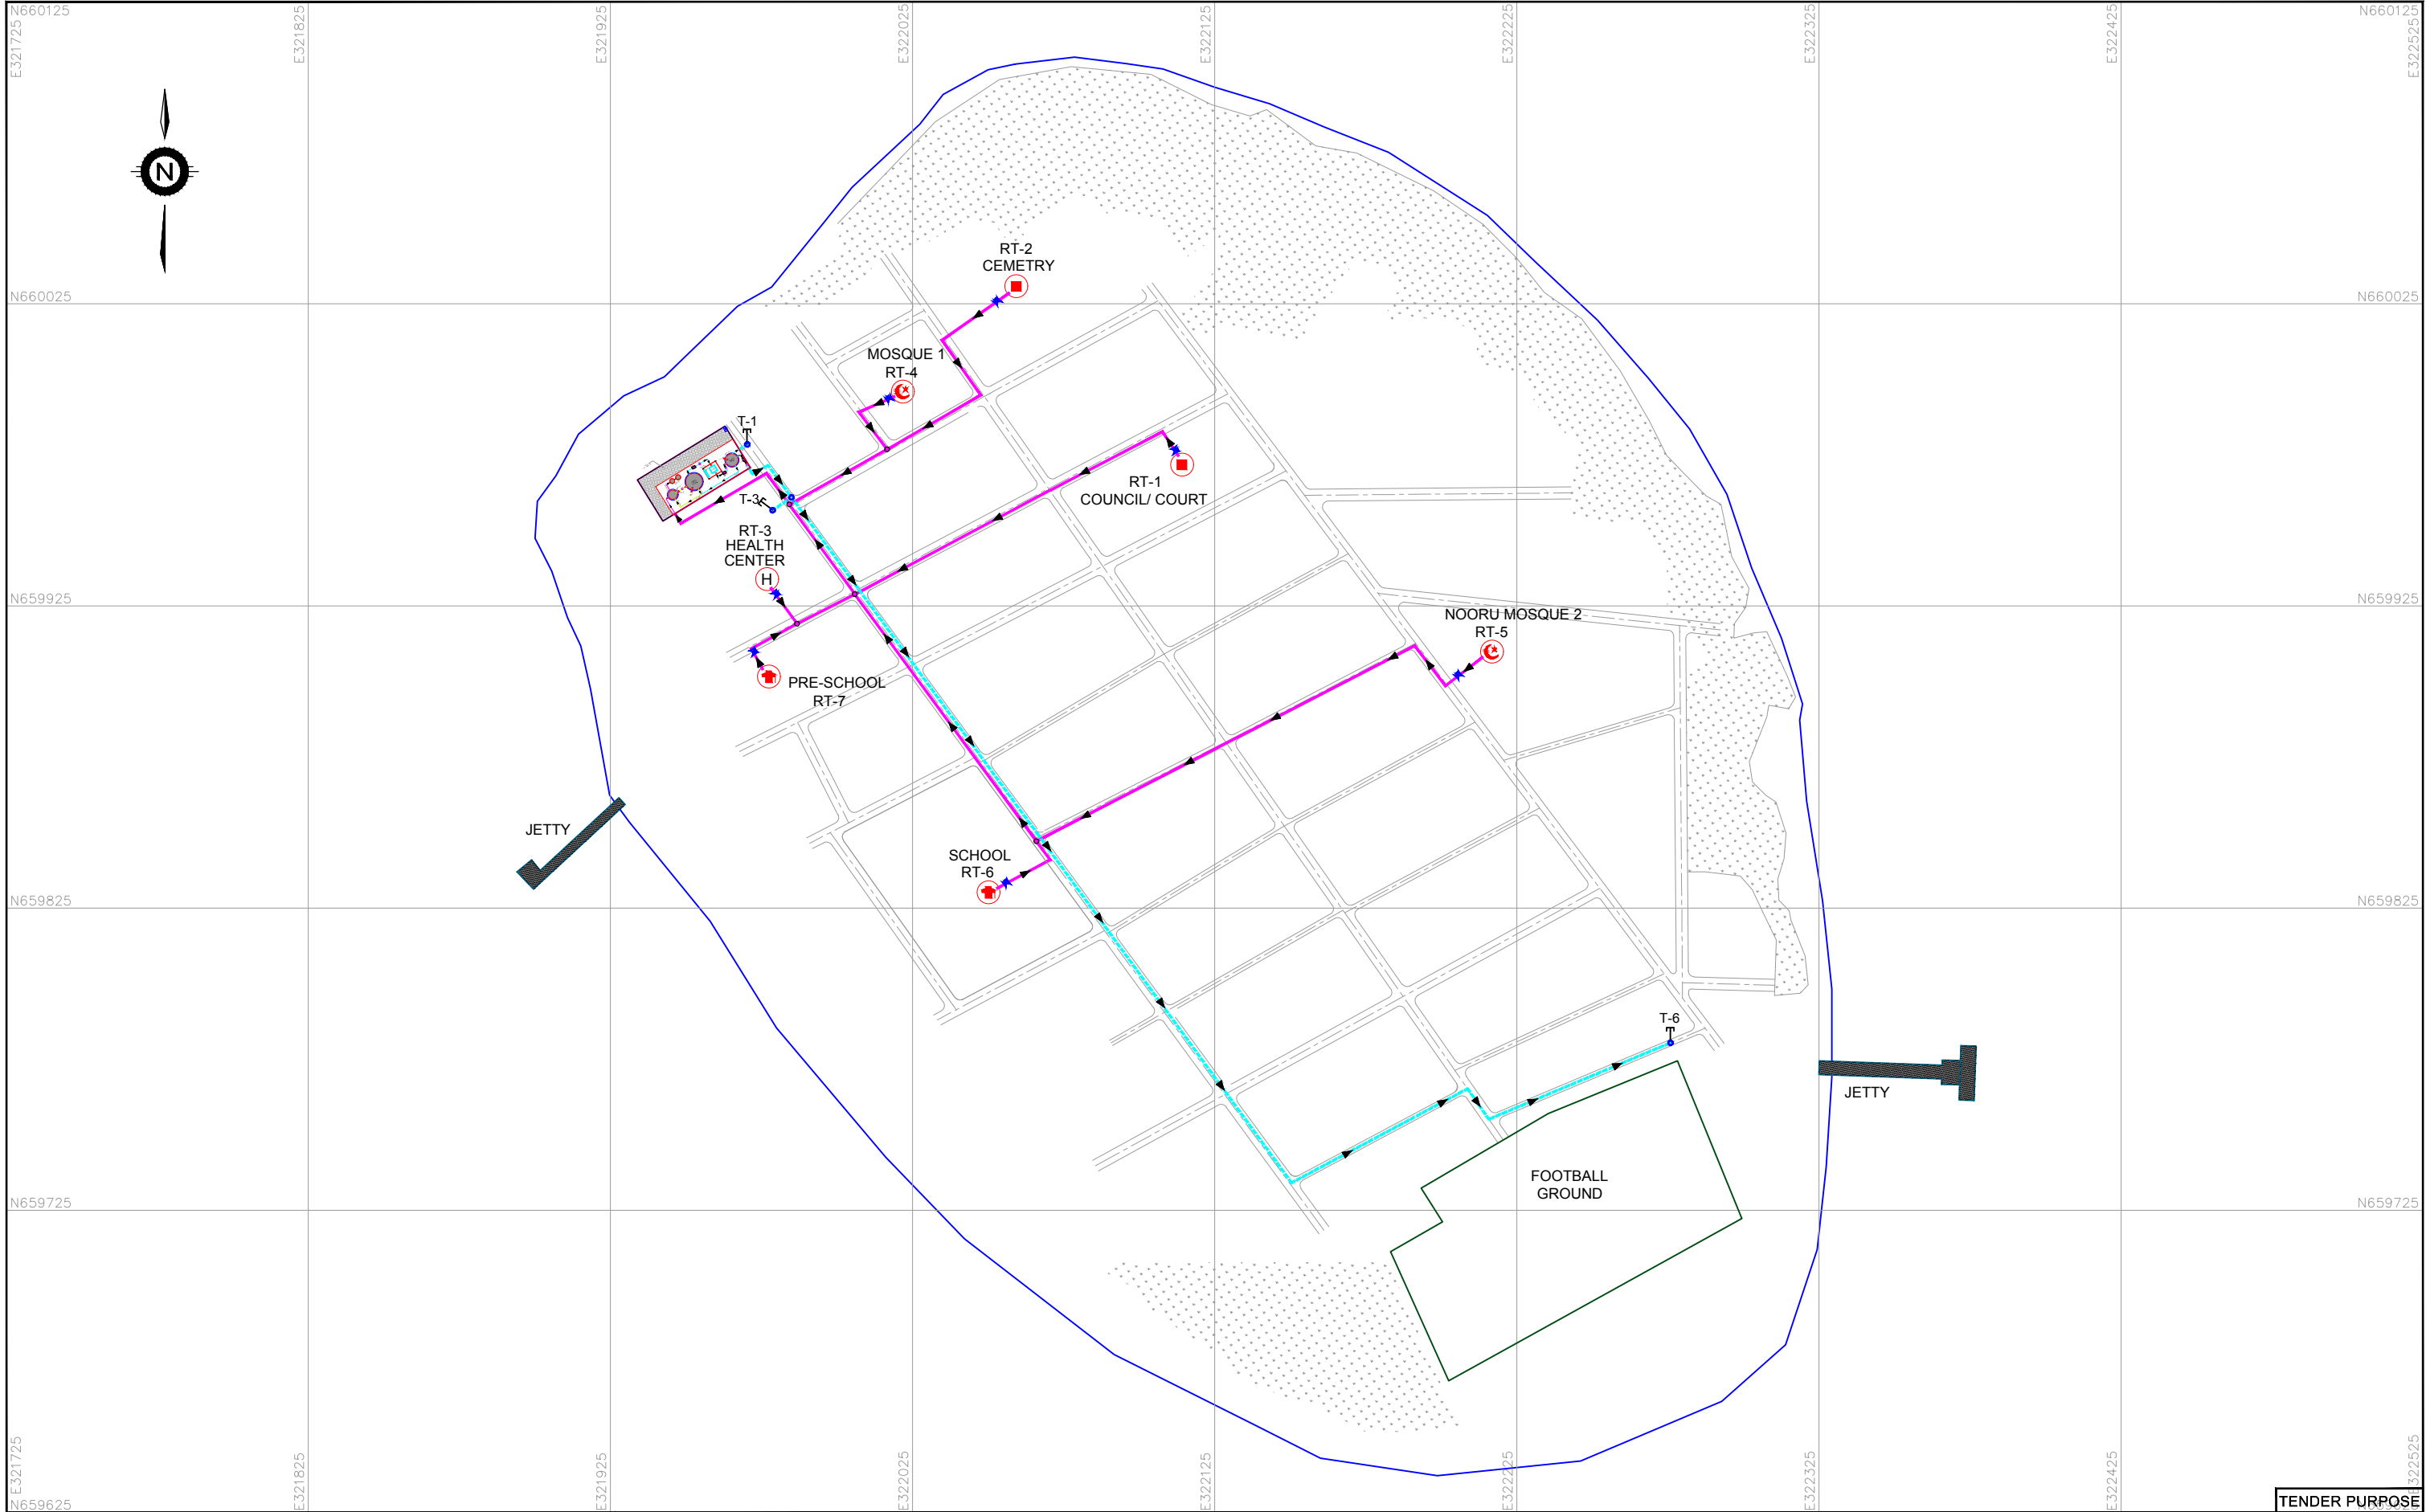 N660125
N660125
E321725
E321825
E321925
E322025
E322125
E322225
E322325
E322425
E322525
N
RT-2
CEMETRY
N660025
N660025
MOSQUE 1
RT-4
T-1
RT-1
COUNCIL/ COURT
T-3
RT-3
HEALTH
CENTER
H
N659925
N659925
NOORU MOSQUE 2
RT-5
PRE-SCHOOL
RT-7
JETTY
SCHOOL
RT-6
N659825
N659825
T-6
JETTY
FOOTBALL
GROUND
N659725
N659725
E321725
E321825
E321925
E322025
E322125
E322225
E322325
E322425
E322525
N659625
TENDER PURPOSE